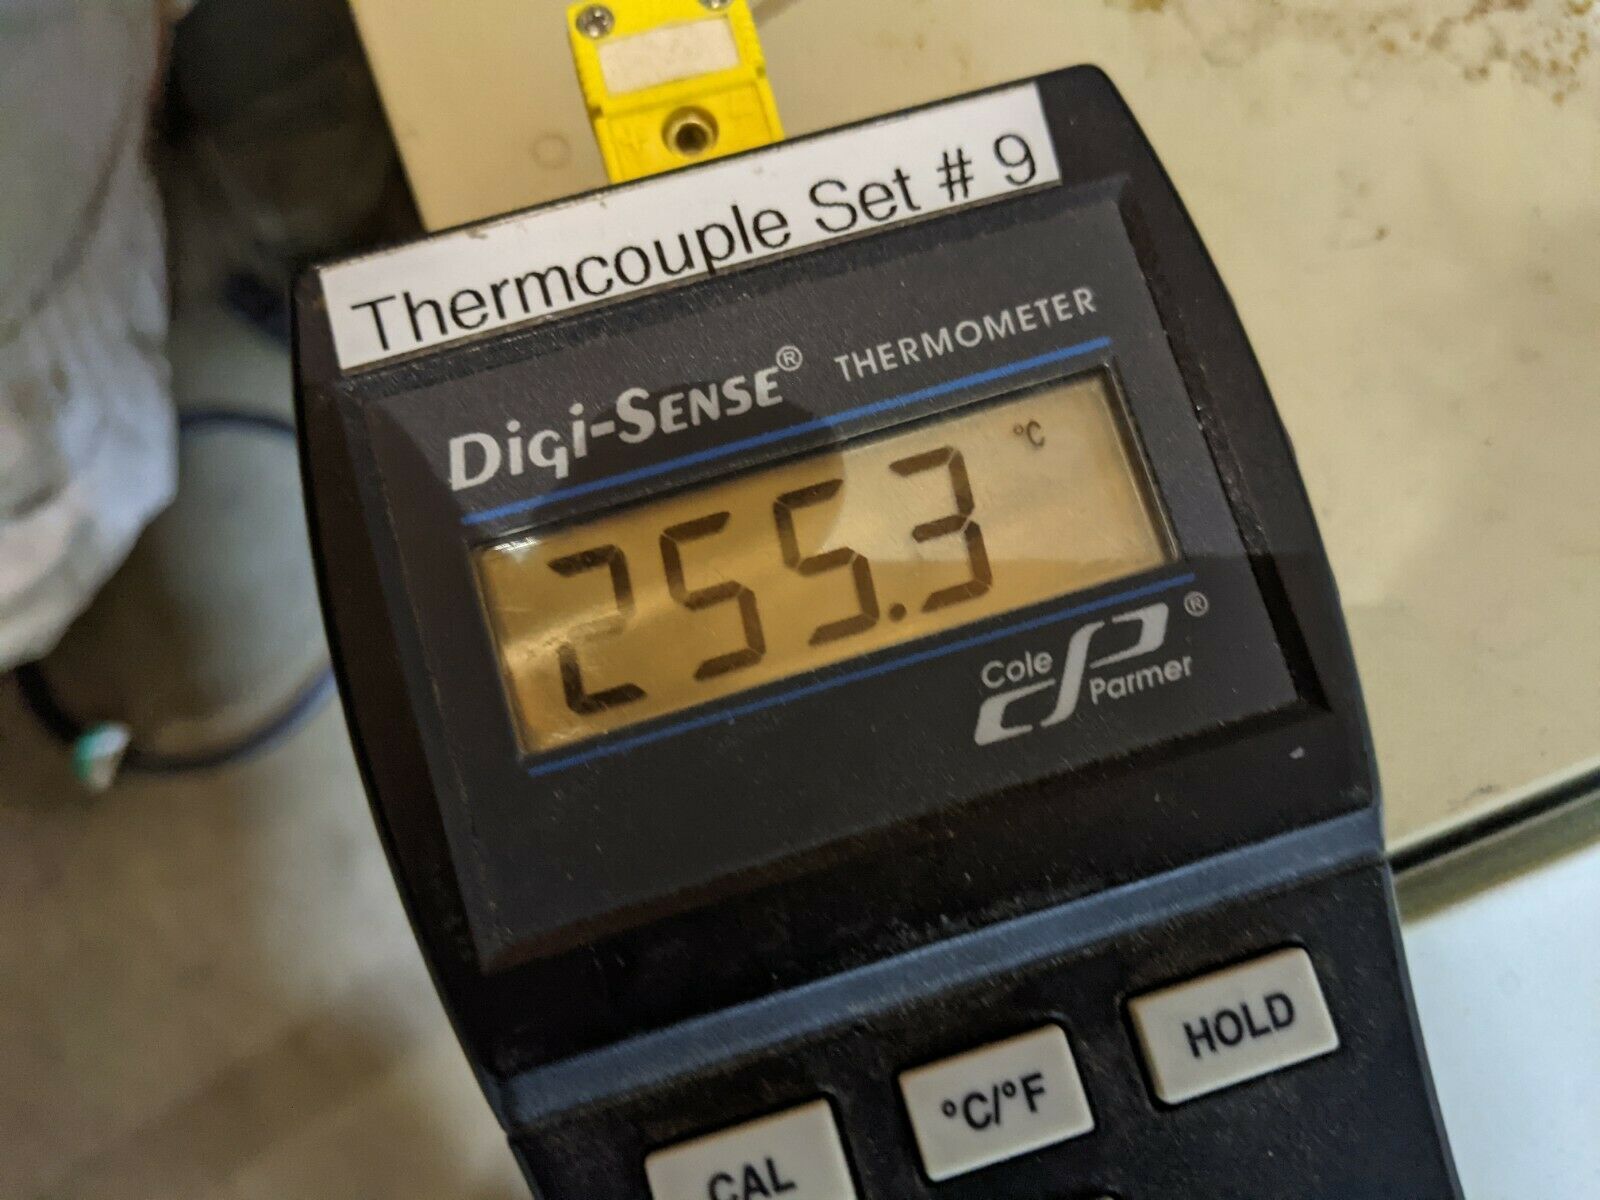 Thermcouple Set # 9
Digi-Sense® THERMOMETER
255.3 °C
Cole Parmer ®
HOLD
°C/°F
CAL